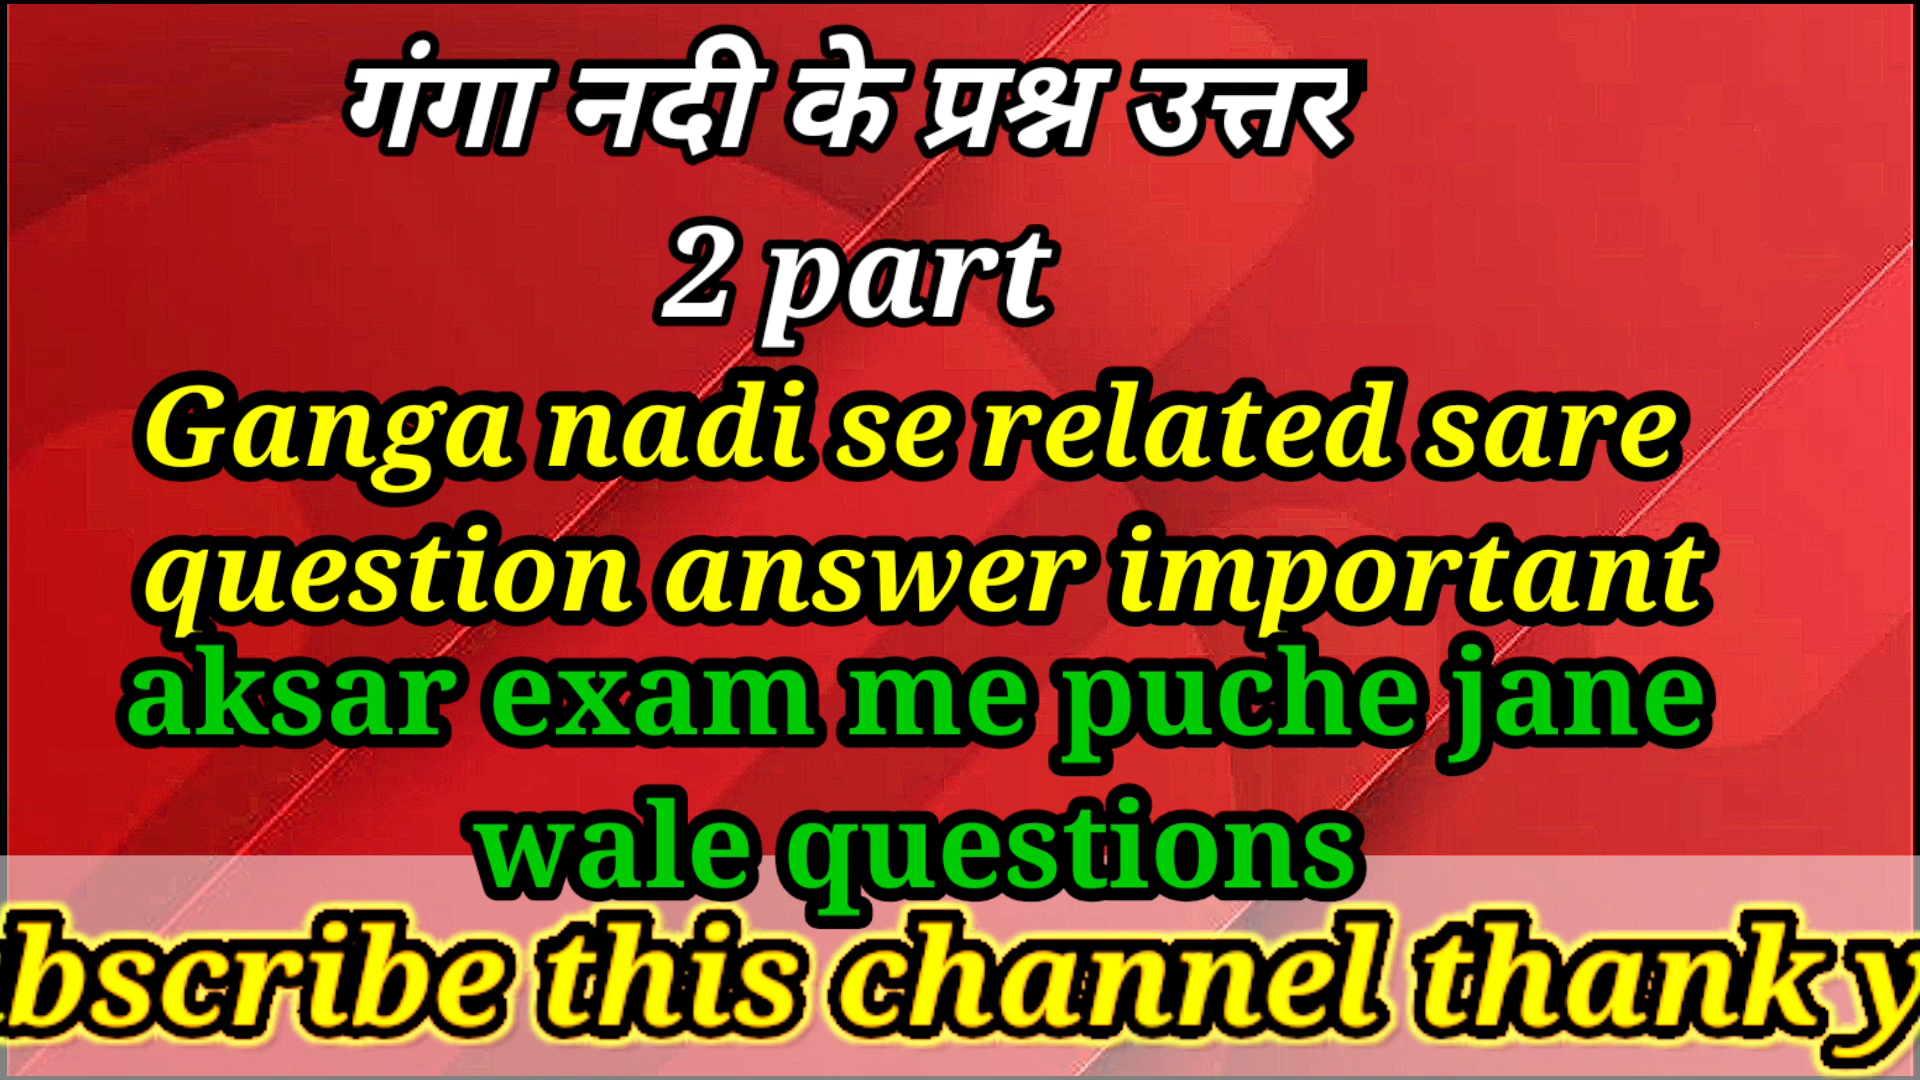 गंगा नदी के प्रश्न उत्तर
2 part
Ganga nadi se related sare
question answer important
aksar exam me puche jane
wale questions
this channel thank